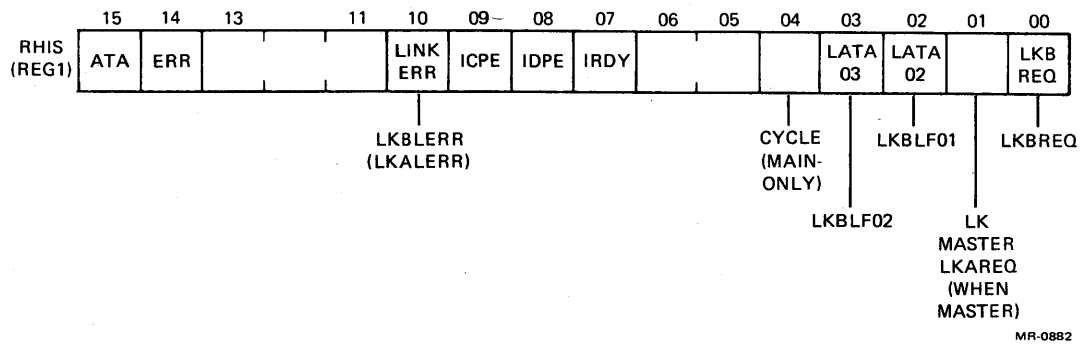 15 14 13 11 10 09 08 07 06 05 04 03 02 01 00
RHIS
(REG1)
ATA ERR LINK ERR ICPE IDPE IRDY LATA 03 LATA 02 LKB REQ
LKBLERR
(LKALERR)
CYCLE
(MAIN-
ONLY)
LKBLF01
LKBREQ
LKBLF02
LK
MASTER
LKAREQ
(WHEN
MASTER)
MR-0882